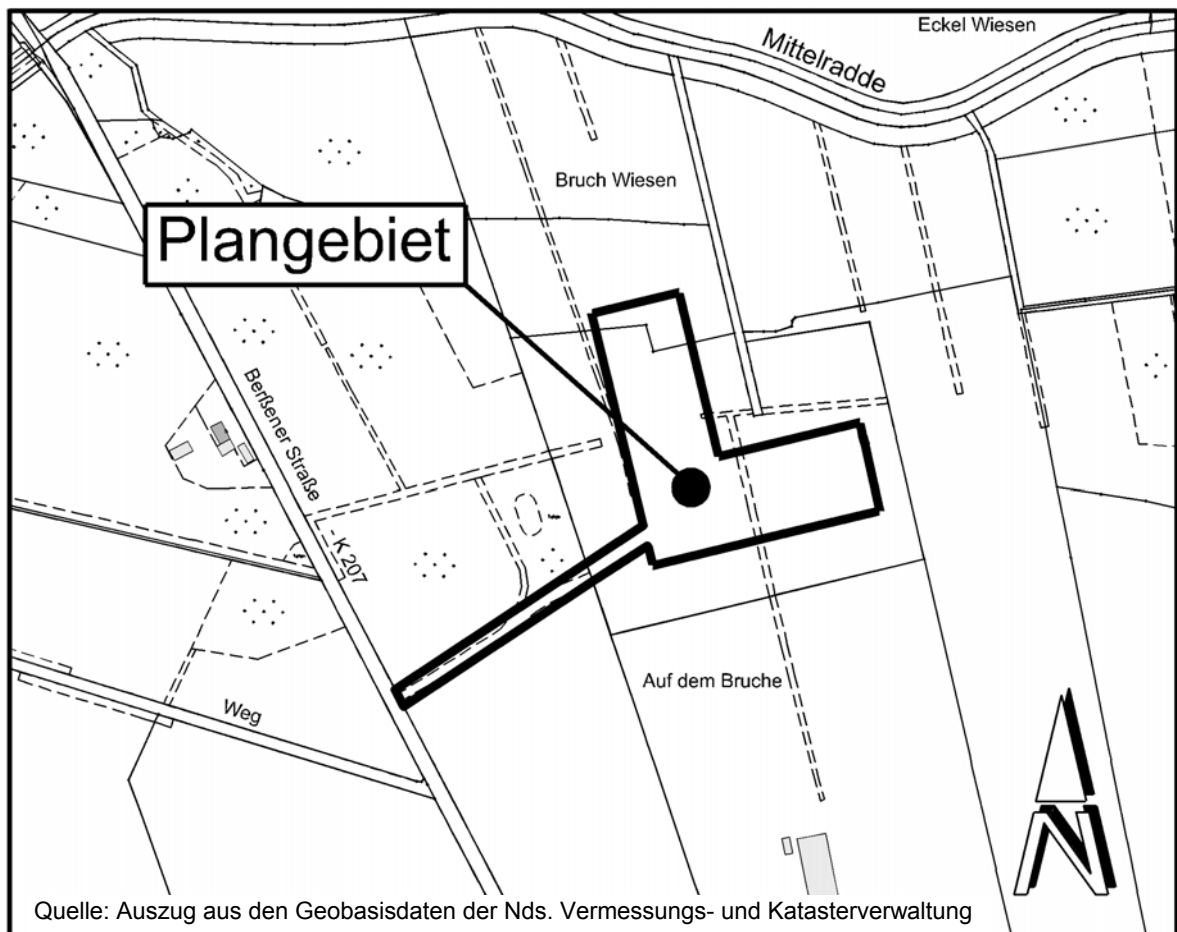 Eckel Wiesen
Mittelradde
Bruch Wiesen
Plangebiet
Berßener Straße
K 207
Auf dem Bruche
Weg
N
Quelle: Auszug aus den Geobasisdaten der Nds. Vermessungs- und Katasterverwaltung